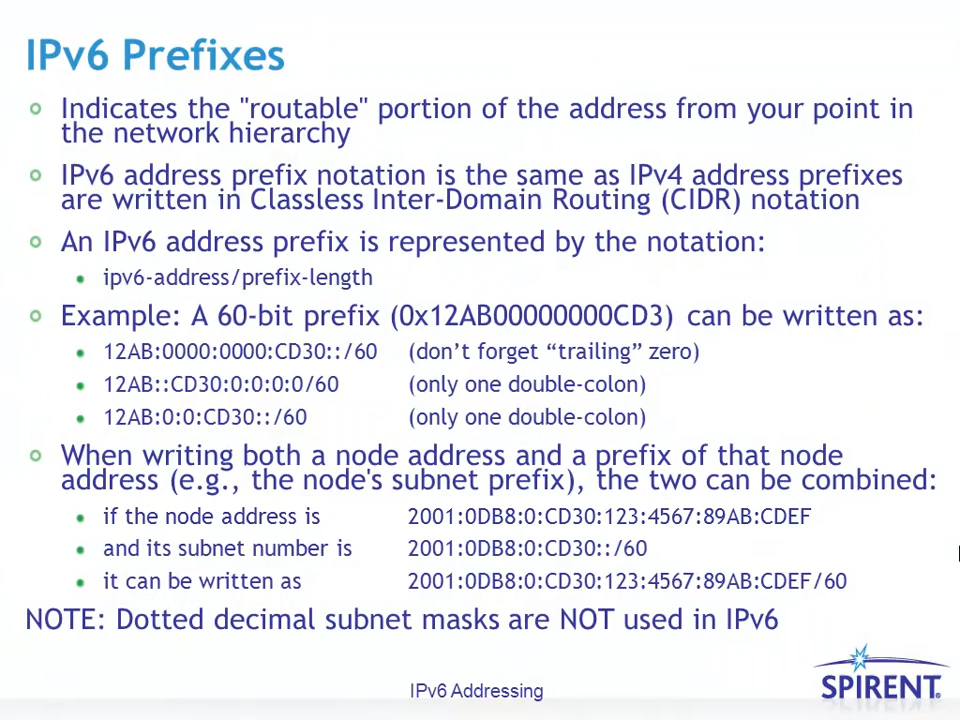 IPv6 Prefixes
Indicates the "routable" portion of the address from your point in
the network hierarchy
IPv6 address prefix notation is the same as IPv4 address prefixes
are written in Classless Inter-Domain Routing (CIDR) notation
An IPv6 address prefix is represented by the notation:
ipv6-address/prefix-length
Example: A 60-bit prefix (0x12AB00000000CD3) can be written as:
12AB:0000:0000:CD30::/60 (don't forget “trailing” zero)
12AB::CD30:0:0:0:0/60 (only one double-colon)
12AB:0:0:CD30::/60 (only one double-colon)
When writing both a node address and a prefix of that node
address (e.g., the node's subnet prefix), the two can be combined:
if the node address is 2001:0DB8:0:CD30:123:4567:89AB:CDEF
and its subnet number is 2001:0DB8:0:CD30::/60
it can be written as 2001:0DB8:0:CD30:123:4567:89AB:CDEF/60
NOTE: Dotted decimal subnet masks are NOT used in IPv6
IPv6 Addressing
SPIRENT